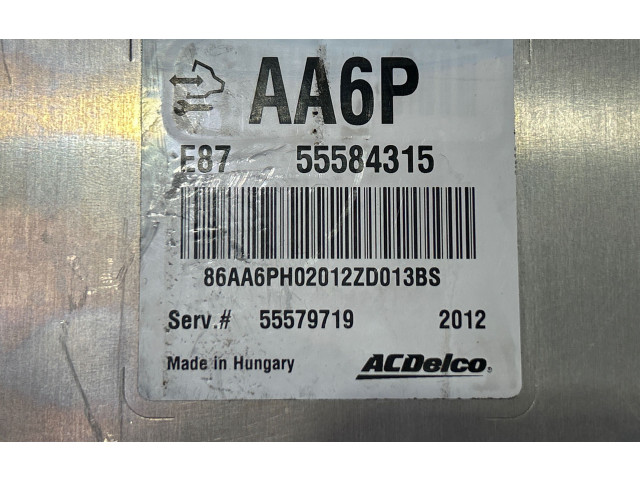 AA6P
E87 55584315
86AA6PH02012ZD013BS
Serv.# 55579719 2012
Made in Hungary ACDelco